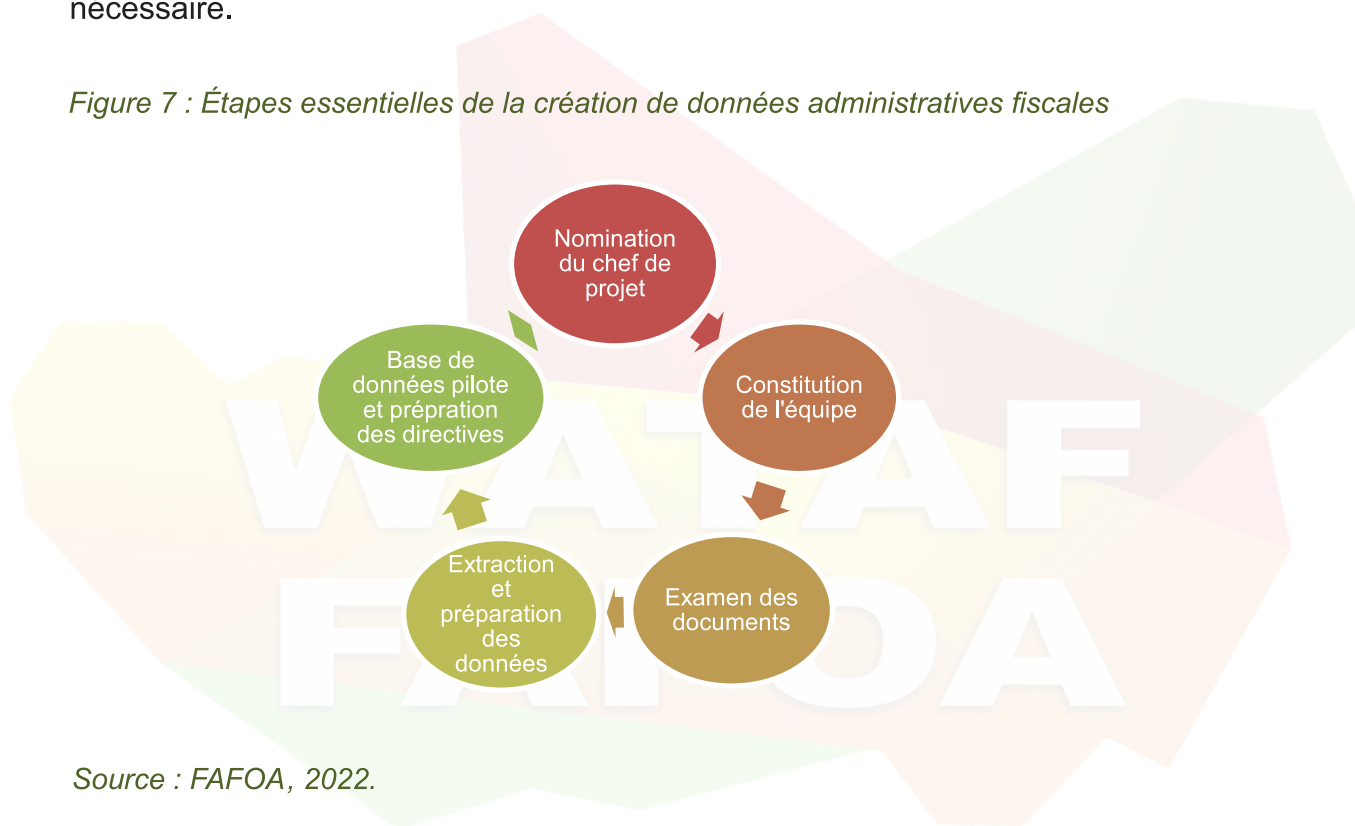 nécessaire.
Figure 7 : Étapes essentielles de la création de données administratives fiscales
Nomination
du chef de
projet
Constitution
de l'équipe
Examen des
documents
Extraction
et
préparation
des
données
Base de
données pilote
et prépration
des directives
WATAF
FAFOA
Source : FAFOA, 2022.